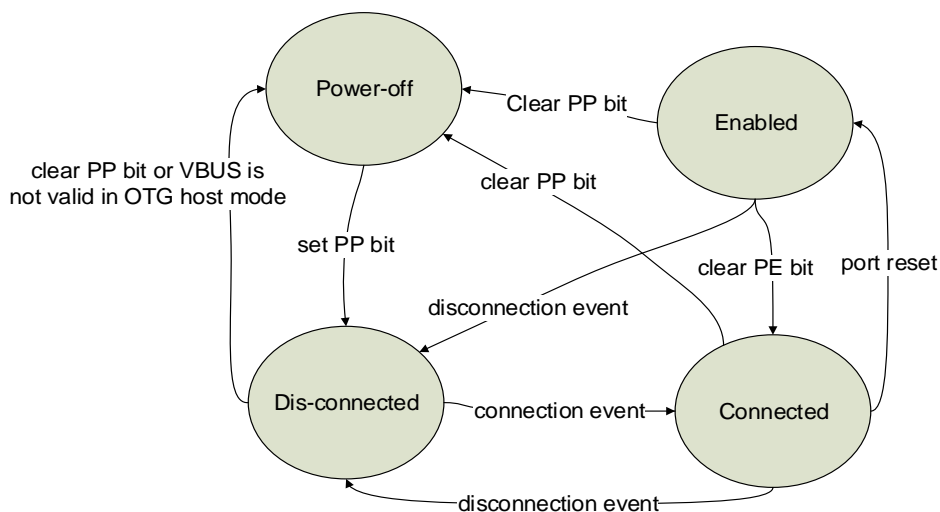 Power-off
Enabled
Clear PP bit
clear PP bit or VBUS is
not valid in OTG host mode
clear PP bit
set PP bit
clear PE bit
port reset
disconnection event
Dis-connected
connection event
Connected
disconnection event